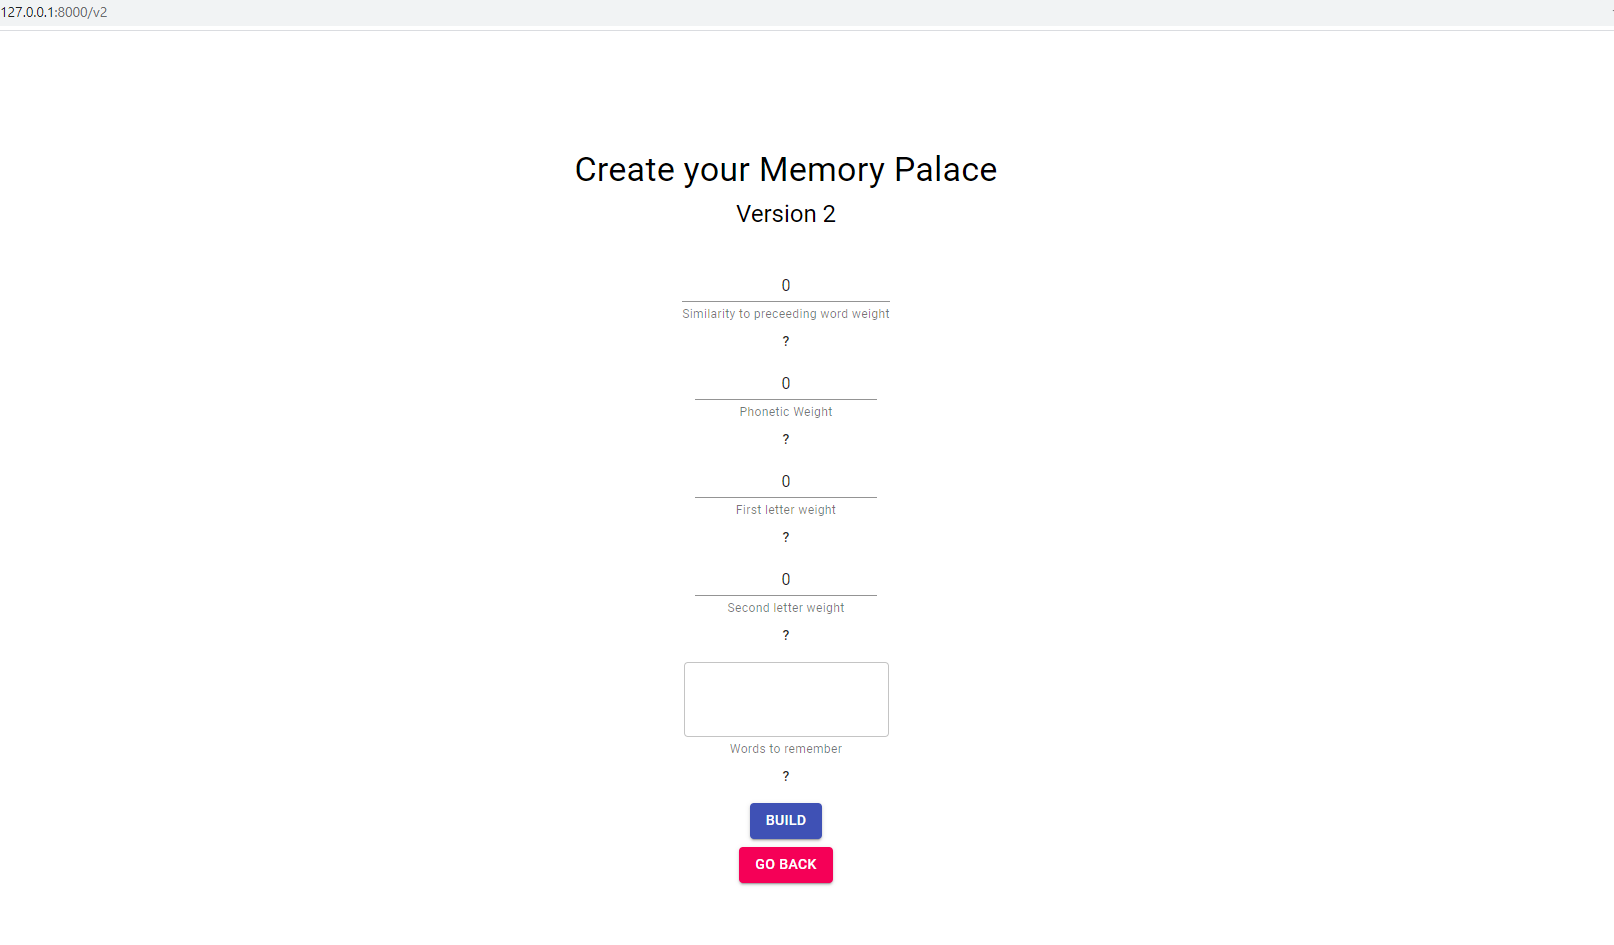 127.0.0.1:8000/v2
Create your Memory Palace
Version 2
0
Similarity to preceeding word weight
?
0
Phonetic Weight
?
0
First letter weight
?
0
Second letter weight
?
Words to remember
?
BUILD
GO BACK